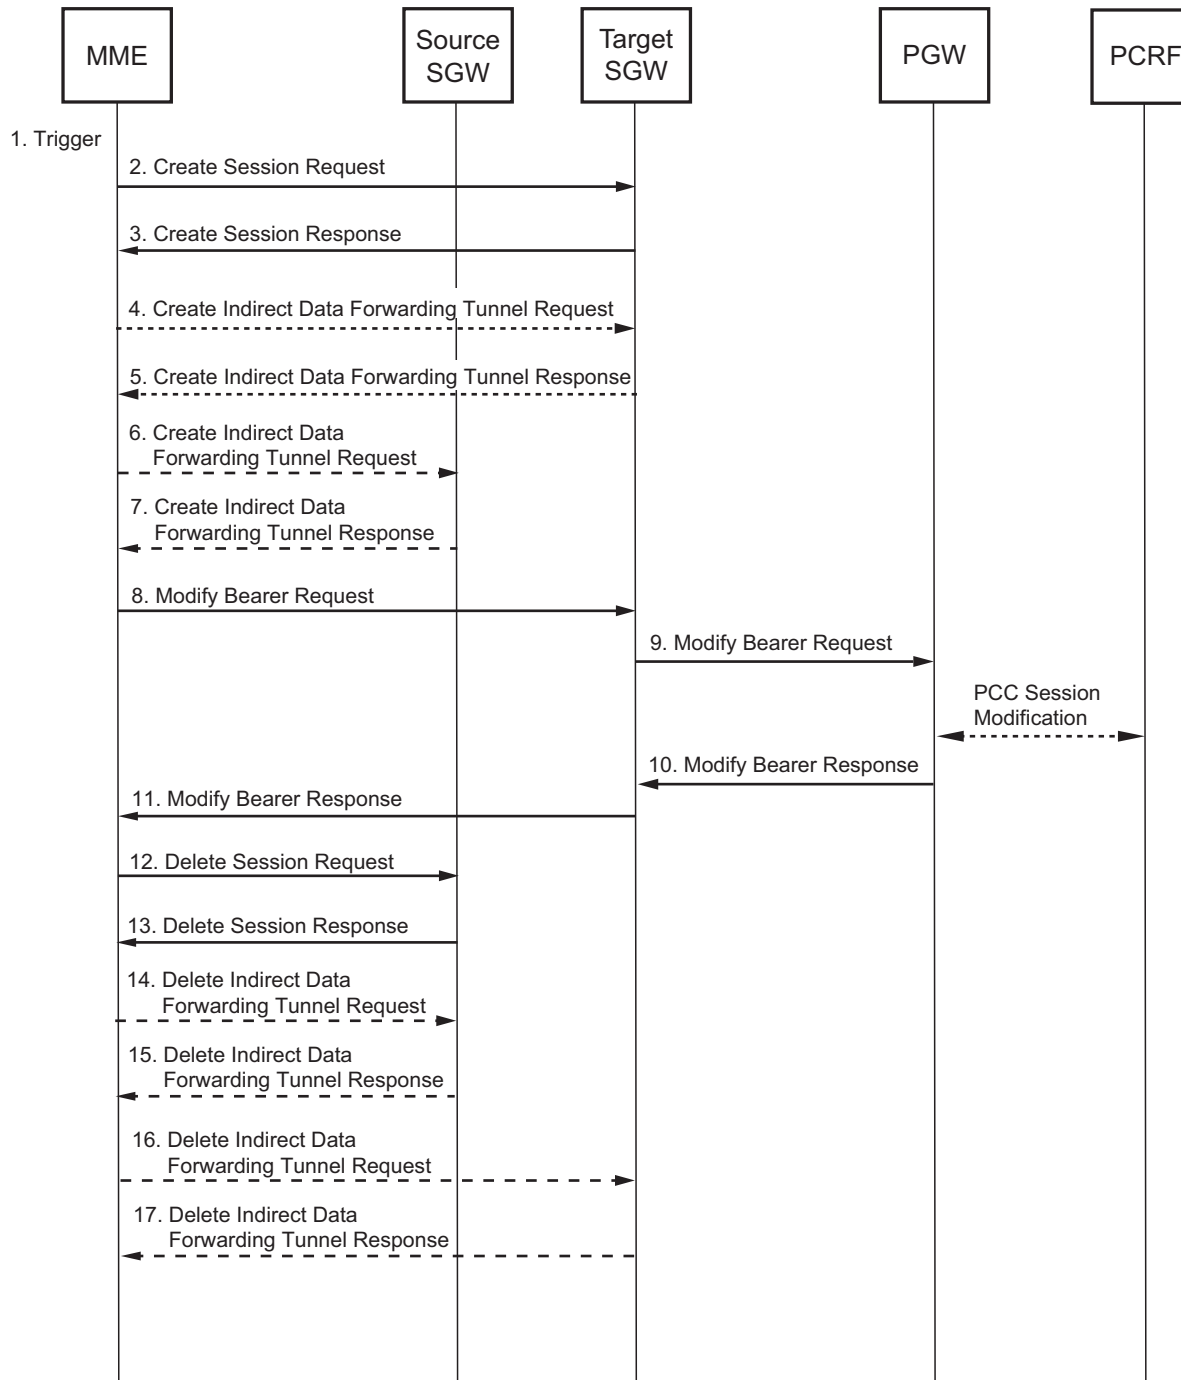 MME
Source
SGW
Target
SGW
PGW
PCRF
1. Trigger
2. Create Session Request
3. Create Session Response
4. Create Indirect Data Forwarding Tunnel Request
5. Create Indirect Data Forwarding Tunnel Response
6. Create Indirect Data
Forwarding Tunnel Request
7. Create Indirect Data
Forwarding Tunnel Response
8. Modify Bearer Request
9. Modify Bearer Request
PCC Session
Modification
10. Modify Bearer Response
11. Modify Bearer Response
12. Delete Session Request
13. Delete Session Response
14. Delete Indirect Data
Forwarding Tunnel Request
15. Delete Indirect Data
Forwarding Tunnel Response
16. Delete Indirect Data
Forwarding Tunnel Request
17. Delete Indirect Data
Forwarding Tunnel Response